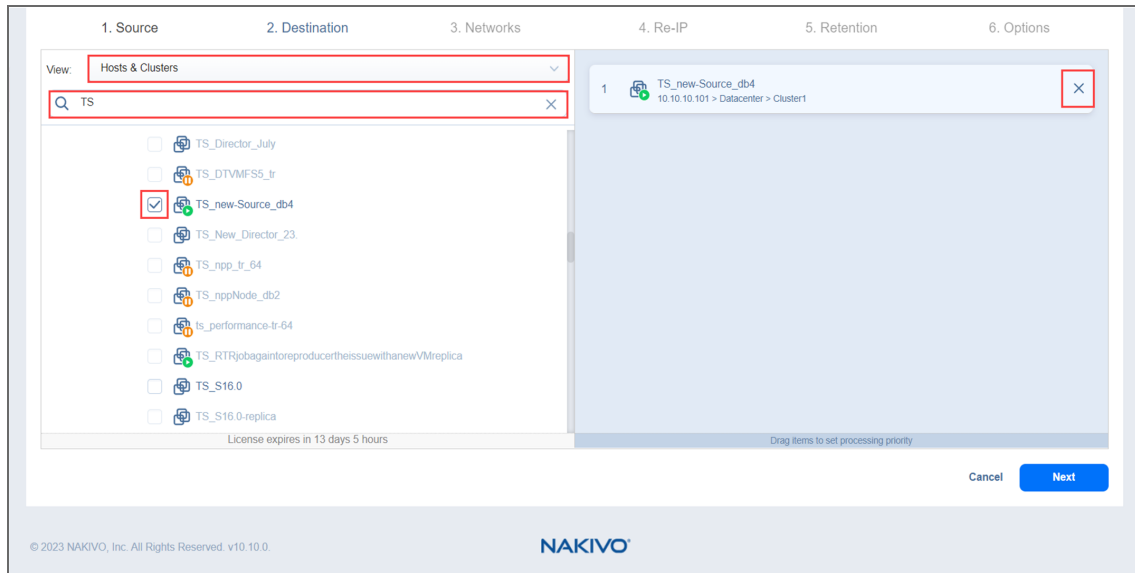 1. Source 2. Destination 3. Networks 4. Re-IP 5. Retention 6. Options
View: Hosts & Clusters
TS
TS_Director_July
TS_DTVMFS5_tr
TS_new-Source_db4
TS_New_Director_23.
TS_npp_tr_64
TS_nppNode_db2
ts_performance-tr-64
TS_RTRjobagaintoreproducertheissuewithanewVMreplica
TS_S16.0
TS_S16.0-replica
License expires in 13 days 5 hours
1 TS_new-Source_db4
10.10.10.101 > Datacenter > Cluster1
Drag items to set processing priority
Cancel Next
© 2023 NAKIVO, Inc. All Rights Reserved. v10.10.0.
NAKIVO®